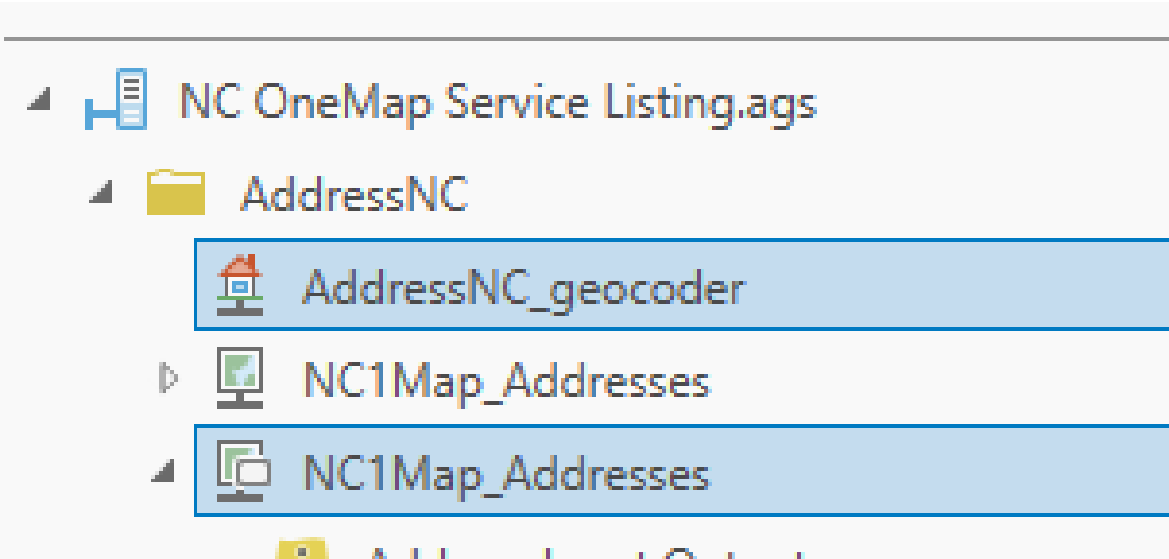 NC OneMap Service Listing.ags
AddressNC
AddressNC_geocoder
NC1Map_Addresses
NC1Map_Addresses